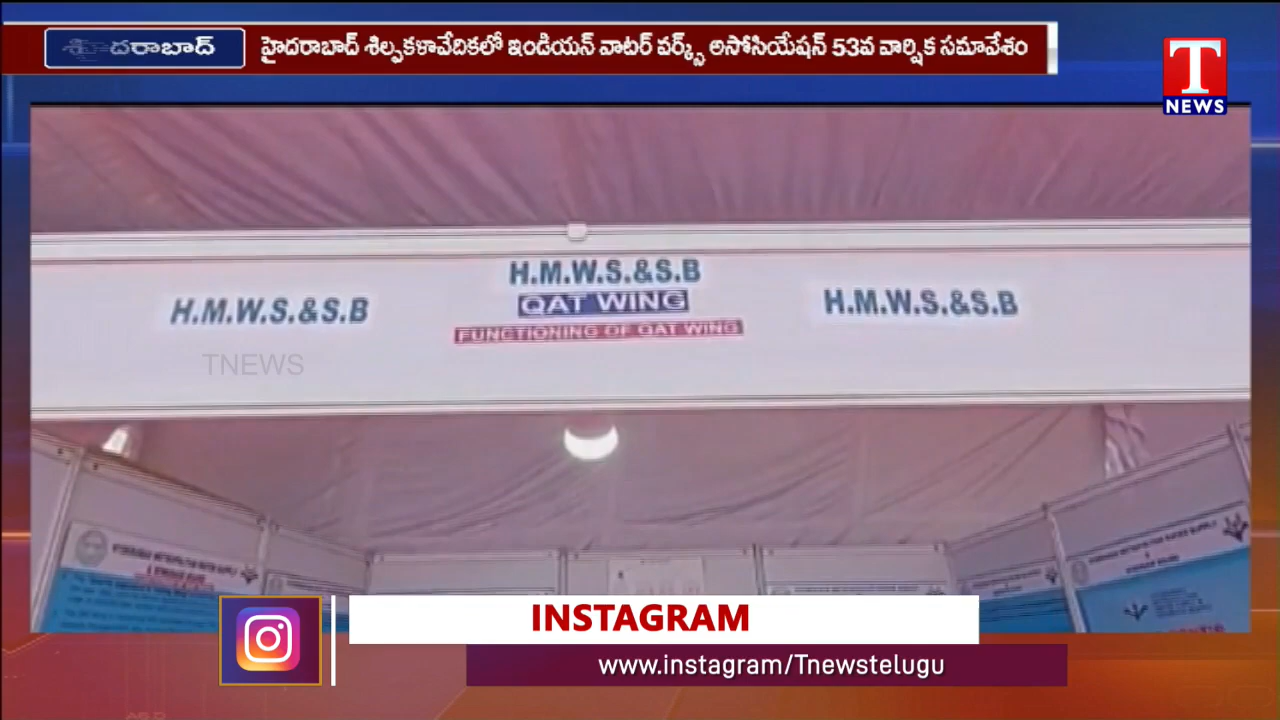 హైదరాబాద్
హైదరాబాద్ శిల్పకళావేదికలో ఇండియన్ వాటర్ వర్క్స్ అసోసియేషన్ 53వ వార్షిక సమావేశం
T
NEWS
H.M.W.S.&S.B
H.M.W.S.&S.B
QAT WING
FUNCTIONING OF QAT WING
H.M.W.S.&S.B
TNEWS
INSTAGRAM
www.instagram/Tnewstelugu